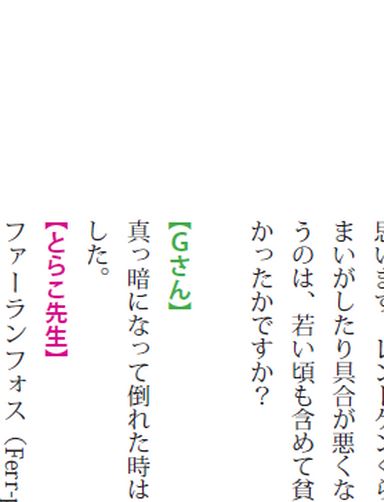 思います。レントゲンくら
まいがしたり具合が悪くな
うのは、若い頃も含めて貧
かったかですか？
【Gさん】
真っ暗になって倒れた時は
した。
【とらこ先生】
ファーランフォス（Ferr-p